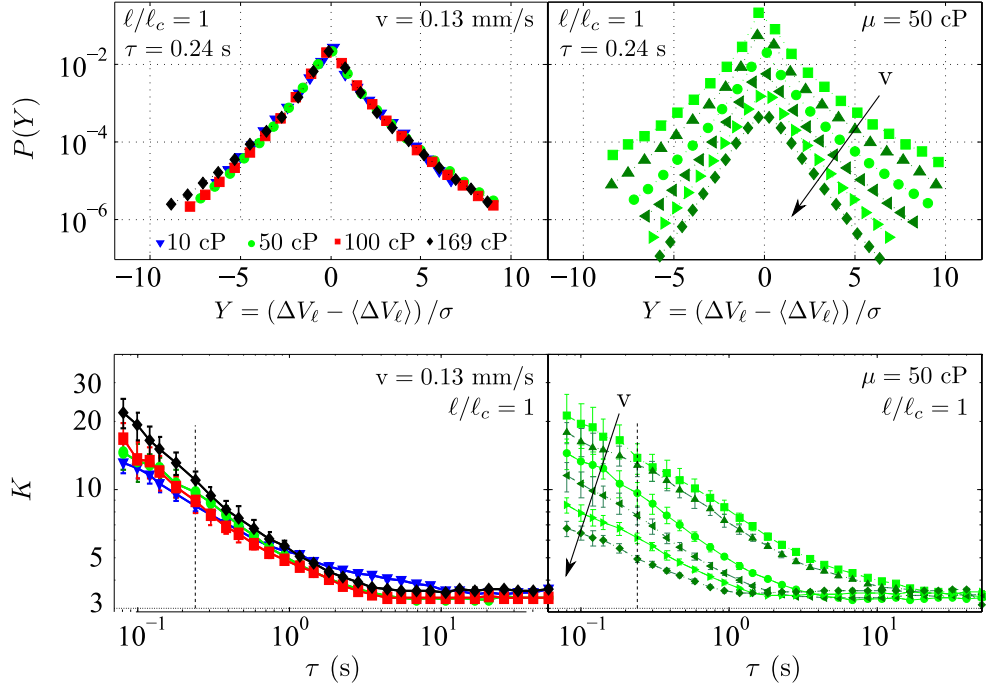 ℓ/ℓ_c = 1
v = 0.13 mm/s
τ = 0.24 s
10^−2
10^−4
10^−6
P(Y)
10 cP 50 cP 100 cP 169 cP
−10 −5 0 5 10
Y = (ΔV_ℓ − ⟨ΔV_ℓ⟩) /σ
ℓ/ℓ_c = 1
μ = 50 cP
τ = 0.24 s
v
−10 −5 0 5 10
Y = (ΔV_ℓ − ⟨ΔV_ℓ⟩) /σ
v = 0.13 mm/s
ℓ/ℓ_c = 1
30
20
10
5
3
K
10^−1 10^0 10^1
τ (s)
μ = 50 cP
v
ℓ/ℓ_c = 1
10^−1 10^0 10^1
τ (s)